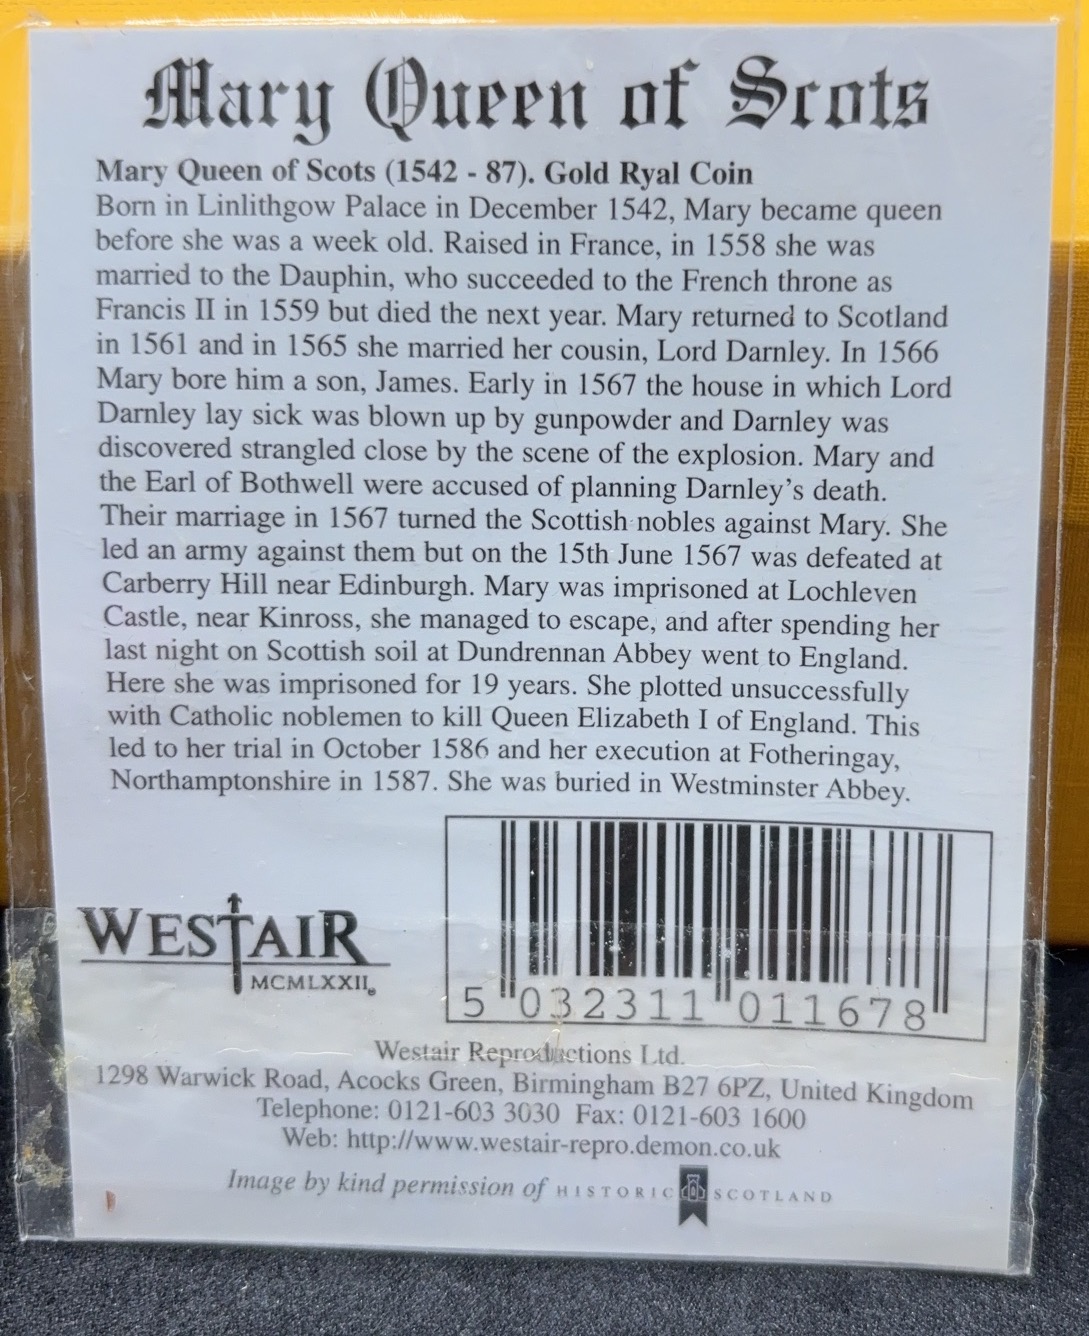 Mary Queen of Scots
Mary Queen of Scots (1542 - 87). Gold Ryal Coin
Born in Linlithgow Palace in December 1542, Mary became queen
before she was a week old. Raised in France, in 1558 she was
married to the Dauphin, who succeeded to the French throne as
Francis II in 1559 but died the next year. Mary returned to Scotland
in 1561 and in 1565 she married her cousin, Lord Darnley. In 1566
Mary bore him a son, James. Early in 1567 the house in which Lord
Darnley lay sick was blown up by gunpowder and Darnley was
discovered strangled close by the scene of the explosion. Mary and
the Earl of Bothwell were accused of planning Darnley's death.
Their marriage in 1567 turned the Scottish nobles against Mary. She
led an army against them but on the 15th June 1567 was defeated at
Carberry Hill near Edinburgh. Mary was imprisoned at Lochleven
Castle, near Kinross, she managed to escape, and after spending her
last night on Scottish soil at Dundrennan Abbey went to England.
Here she was imprisoned for 19 years. She plotted unsuccessfully
with Catholic noblemen to kill Queen Elizabeth I of England. This
led to her trial in October 1586 and her execution at Fotheringay,
Northamptonshire in 1587. She was buried in Westminster Abbey.
WESTAIR
MCMLXXII
5 032311 011678
Westair Reproductions Ltd.
1298 Warwick Road, Acocks Green, Birmingham B27 6PZ, United Kingdom
Telephone: 0121-603 3030 Fax: 0121-603 1600
Web: http://www.westair-repro.demon.co.uk
Image by kind permission of HISTORIC SCOTLAND